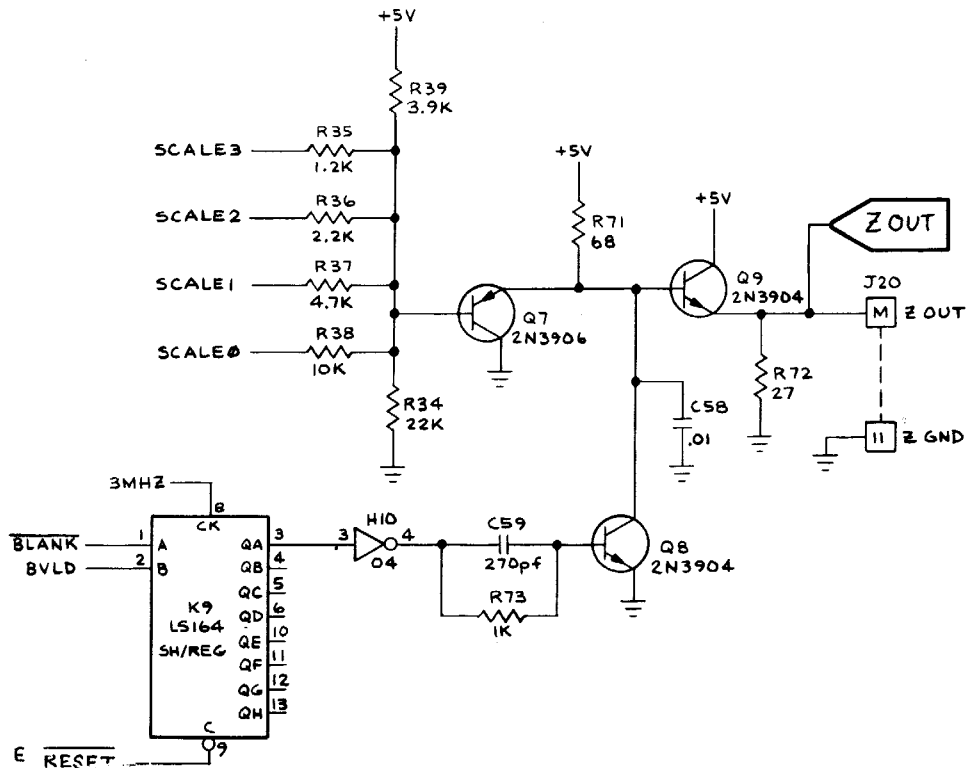 +5V
R39
3.9K
SCALE3
R35
1.2K
SCALE2
R36
2.2K
SCALE1
R37
4.7K
SCALEØ
R38
10K
R34
22K
Q7
2N3906
+5V
R71
68
+5V
Q9
2N3904
Z OUT
J20
M
Z OUT
R72
27
11
Z GND
C58
.01
3MHZ
8
CK
BLANK
1
A
BVLD
2
B
QA
3
QB
4
QC
5
QD
6
QE
10
QF
11
QG
12
QH
13
K9
LS164
SH/REG
C
9
E RESET
3
H10
4
04
C59
270pf
R73
1K
Q8
2N3904